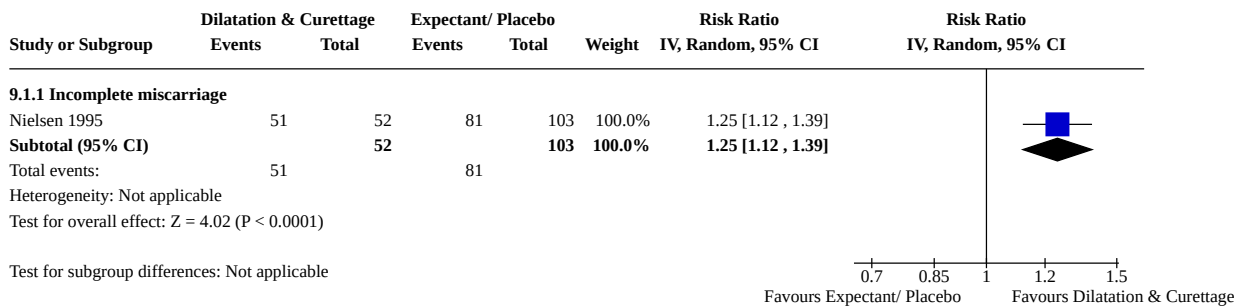 Dilatation & Curettage Expectant/ Placebo Risk Ratio Risk Ratio
Study or Subgroup Events Total Events Total Weight IV, Random, 95% CI IV, Random, 95% CI
9.1.1 Incomplete miscarriage
Nielsen 1995 51 52 81 103 100.0% 1.25 [1.12 , 1.39]
Subtotal (95% CI) 52 103 100.0% 1.25 [1.12 , 1.39]
Total events: 51 81
Heterogeneity: Not applicable
Test for overall effect: Z = 4.02 (P < 0.0001)
Test for subgroup differences: Not applicable
0.7 0.85 1 1.2 1.5
Favours Expectant/ Placebo Favours Dilatation & Curettage